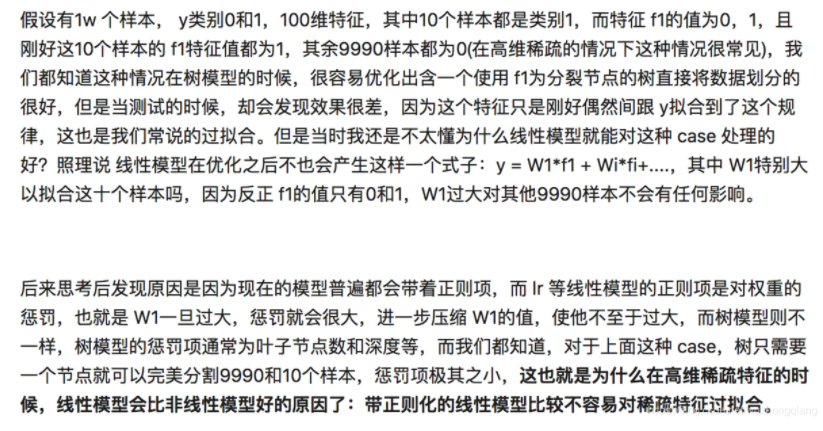 假设有1w 个样本， y类别0和1，100维特征，其中10个样本都是类别1，而特征 f1的值为0，1，且
刚好这10个样本的 f1特征值都为1，其余9990样本都为0(在高维稀疏的情况下这种情况很常见)，我
们都知道这种情况在树模型的时候，很容易优化出含一个使用 f1为分裂节点的树直接将数据划分的
很好，但是当测试的时候，却会发现效果很差，因为这个特征只是刚好偶然间跟 y拟合到了这个规
律，这也是我们常说的过拟合。但是当时我还是不太懂为什么线性模型就能对这种 case 处理的
好？照理说 线性模型在优化之后不也会产生这样一个式子：y = W1*f1 + Wi*fi+....，其中 W1特别大
以拟合这十个样本吗，因为反正 f1的值只有0和1，W1过大对其他9990样本不会有任何影响。
后来思考后发现原因是因为现在的模型普遍都会带着正则项，而 lr 等线性模型的正则项是对权重的
惩罚，也就是 W1一旦过大，惩罚就会很大，进一步压缩 W1的值，使他不至于过大，而树模型则不
一样，树模型的惩罚项通常为叶子节点数和深度等，而我们都知道，对于上面这种 case，树只需要
一个节点就可以完美分割9990和10个样本，惩罚项极其之小，这也就是为什么在高维稀疏特征的时
候，线性模型会比非线性模型好的原因了：带正则化的线性模型比较不容易对稀疏特征过拟合。